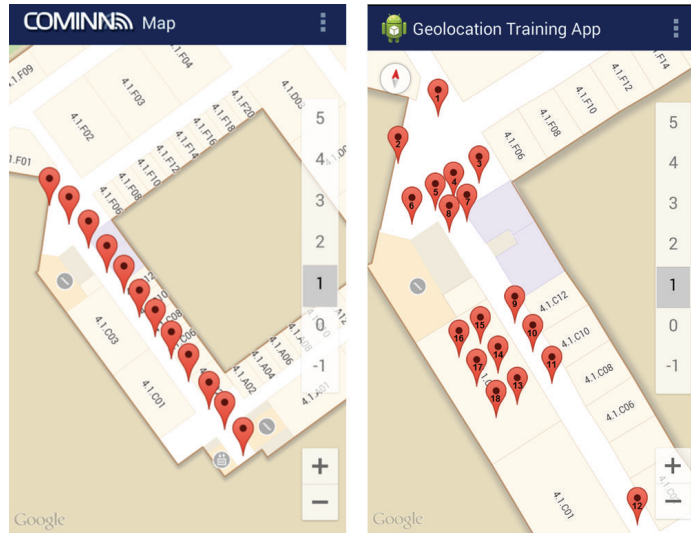 COMINN Map
4.1.F09
4.1.F04
4.1.F03
4.1.F02
4.1.D03
4.1.F20
4.1.F18
4.1.F16
4.1.F14
4.1.F12
4.1.F10
4.1.F08
4.1.F06
1.F01
4.1.C03
4.1.C01
4.1.A02
4.1.A04
4.1.A06
4.1.A01
5
4
3
2
1
0
-1
+
−
Google
Geolocation Training App
F14
4.1.F12
4.1.F10
4.1.F08
4.1.F06
1
2
3
4
5
6
7
8
9
10
11
12
13
14
15
16
17
18
4.1.C12
4.1.C10
4.1.C08
4.1.C06
4.1.C01
5
4
3
2
1
0
-1
+
−
Google